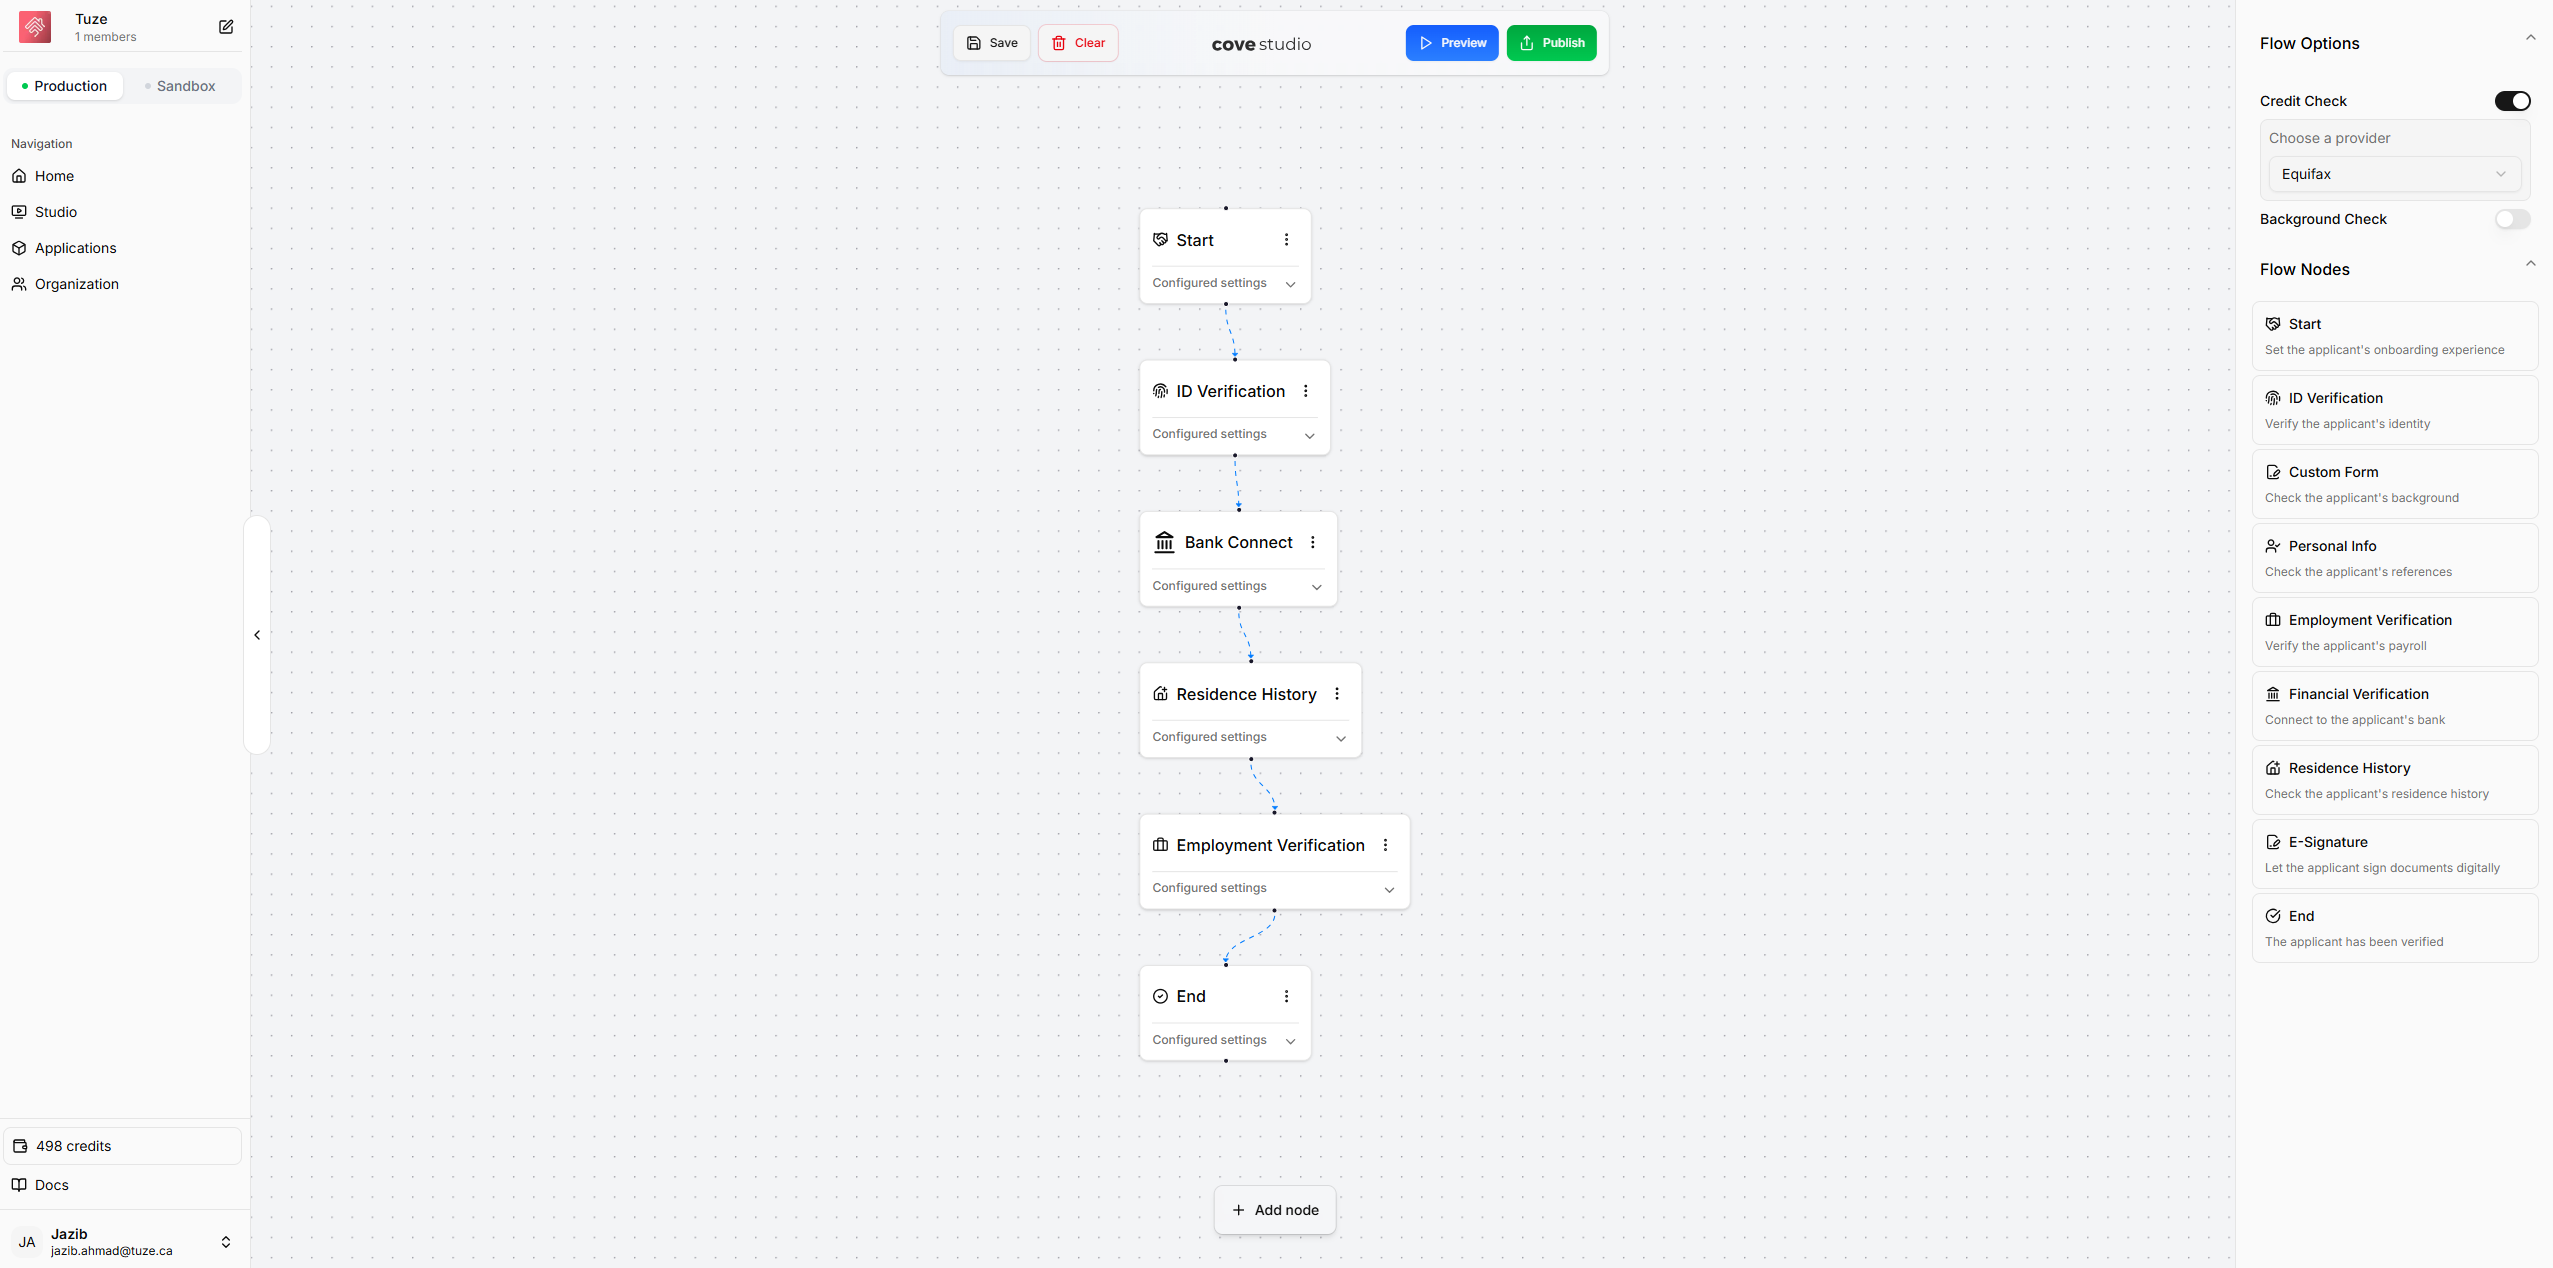 Tuze
1 members
Production
Sandbox
Navigation
Home
Studio
Applications
Organization
498 credits
Docs
JA
Jazib
jazib.ahmad@tuze.ca
Save
Clear
cove studio
Preview
Publish
Start
Configured settings
ID Verification
Configured settings
Bank Connect
Configured settings
Residence History
Configured settings
Employment Verification
Configured settings
End
Configured settings
Add node
Flow Options
Credit Check
Choose a provider
Equifax
Background Check
Flow Nodes
Start
Set the applicant's onboarding experience
ID Verification
Verify the applicant's identity
Custom Form
Check the applicant's background
Personal Info
Check the applicant's references
Employment Verification
Verify the applicant's payroll
Financial Verification
Connect to the applicant's bank
Residence History
Check the applicant's residence history
E-Signature
Let the applicant sign documents digitally
End
The applicant has been verified